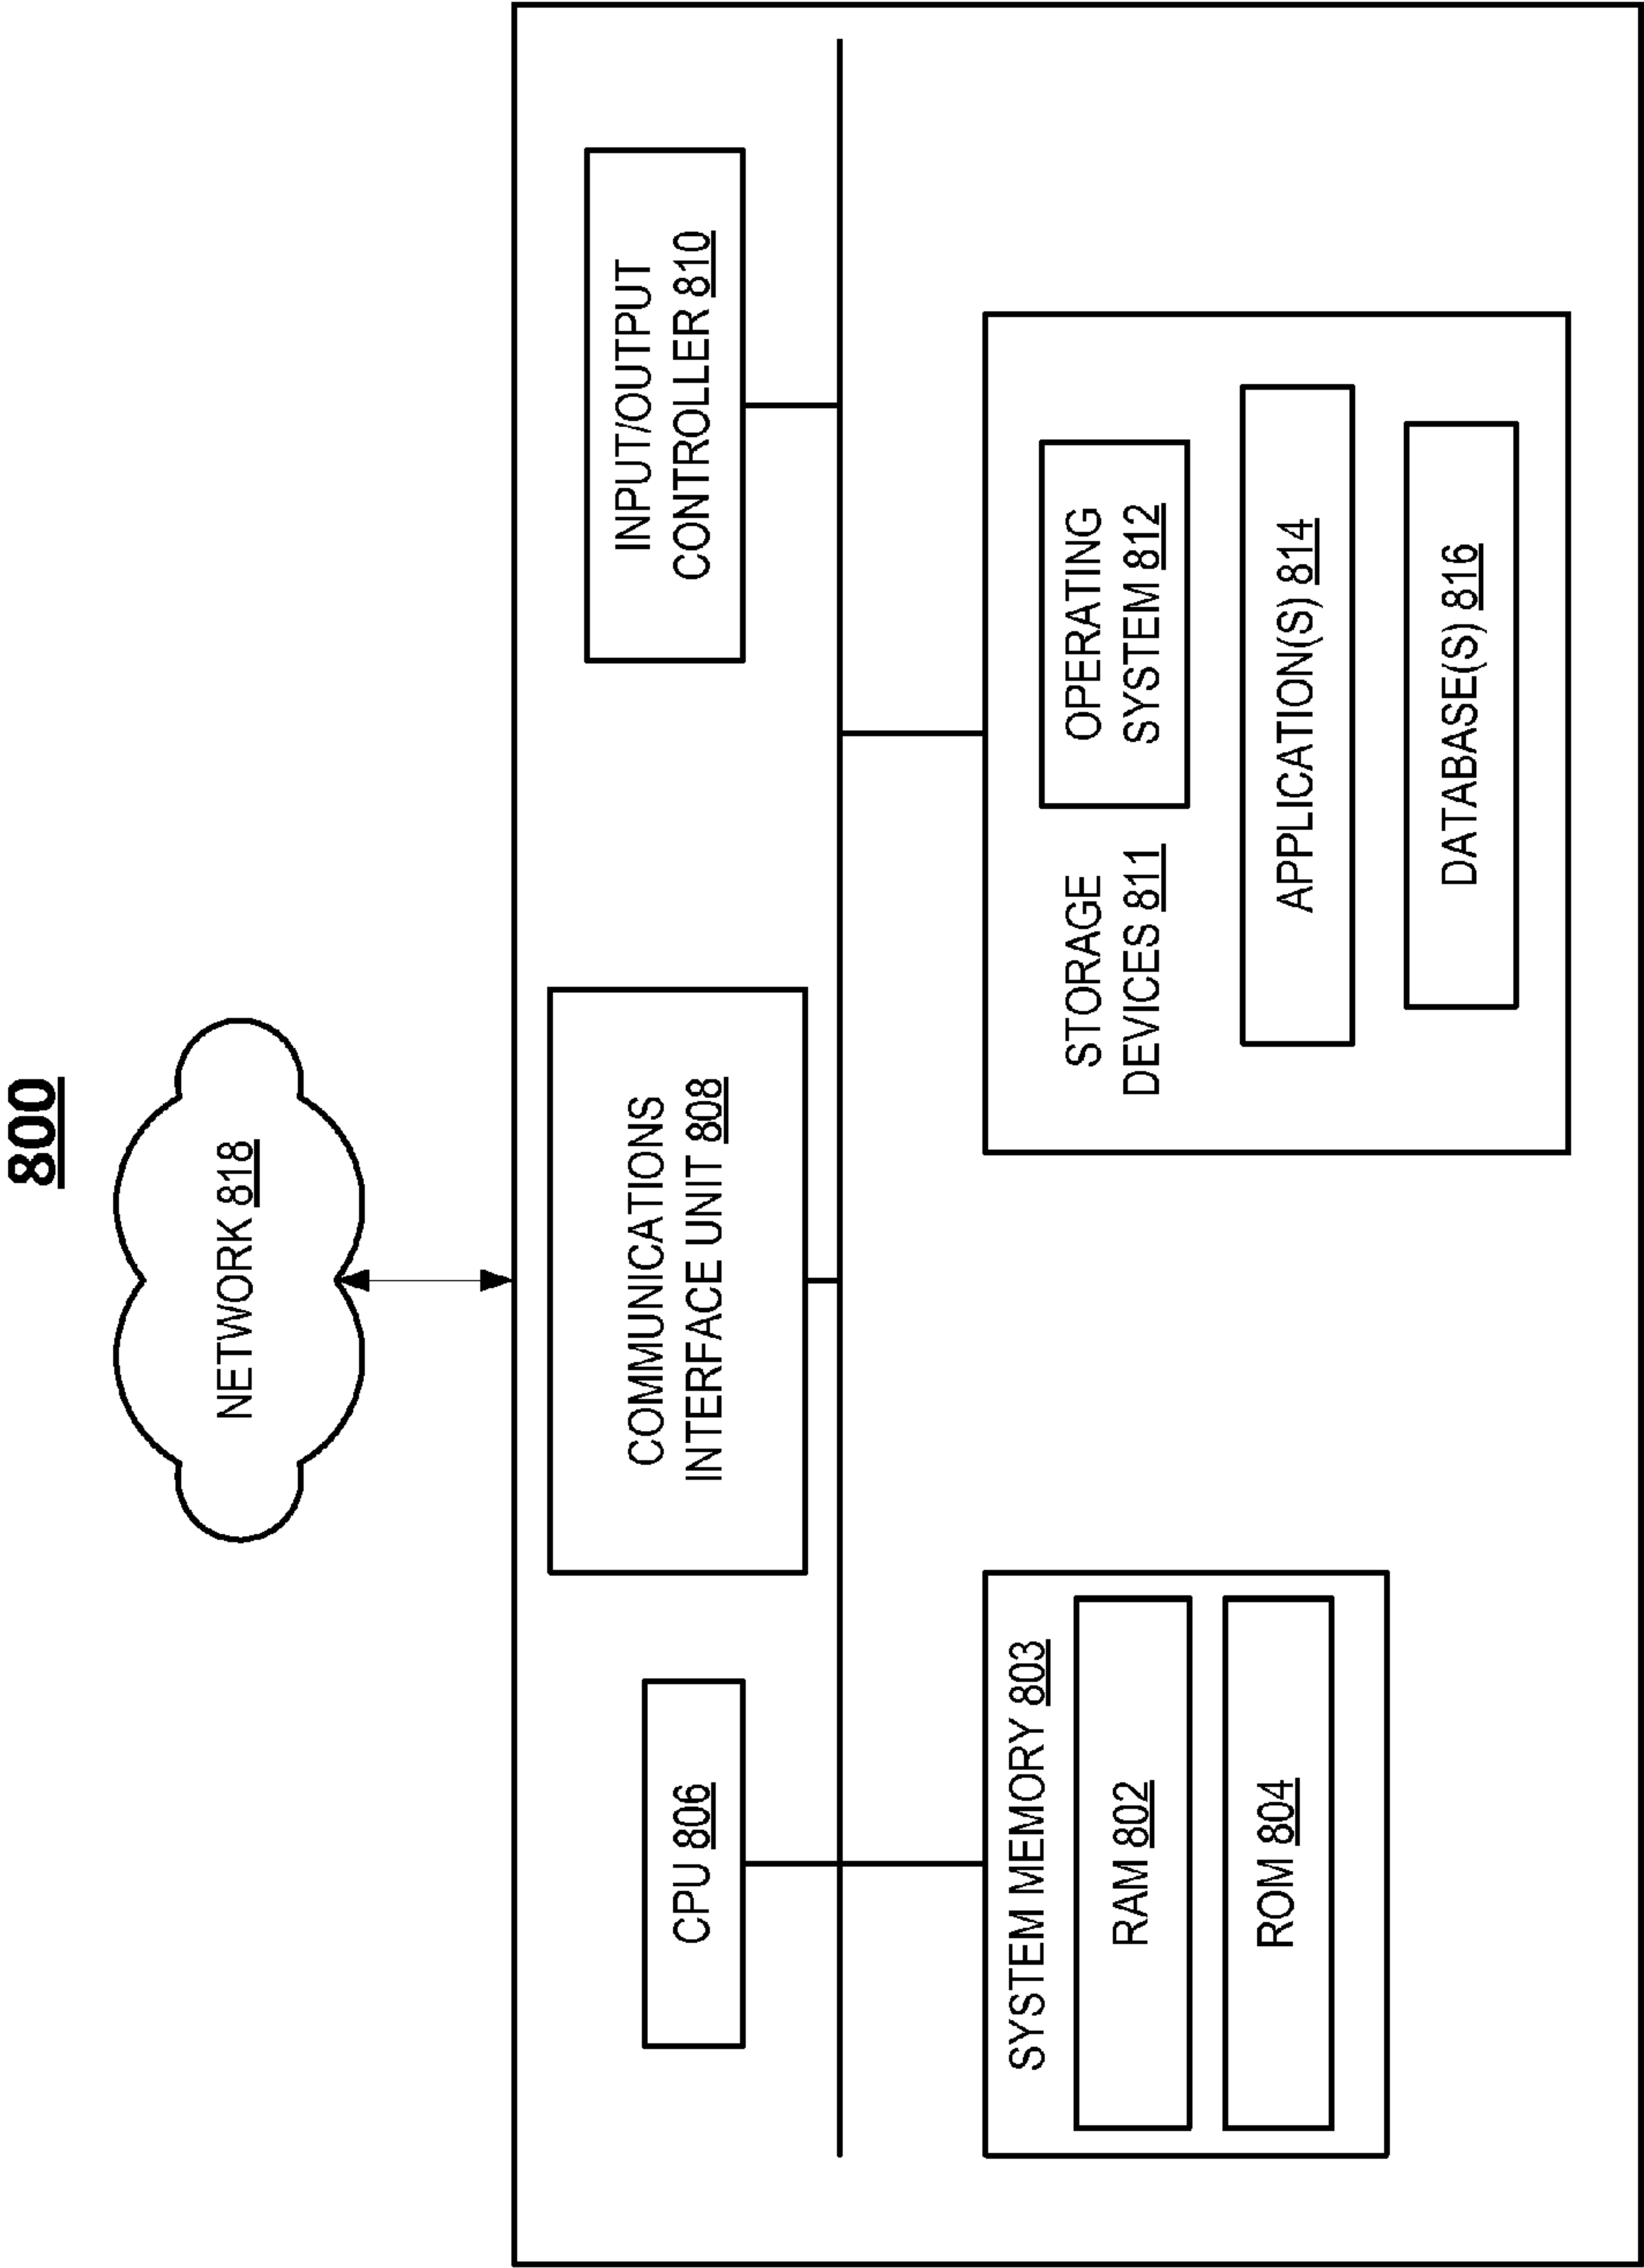 800
NETWORK 818
CPU 806
COMMUNICATIONS
INTERFACE UNIT 808
INPUT/OUTPUT
CONTROLLER 810
SYSTEM MEMORY 803
RAM 802
ROM 804
STORAGE
DEVICES 811
OPERATING
SYSTEM 812
APPLICATION(S) 814
DATABASE(S) 816